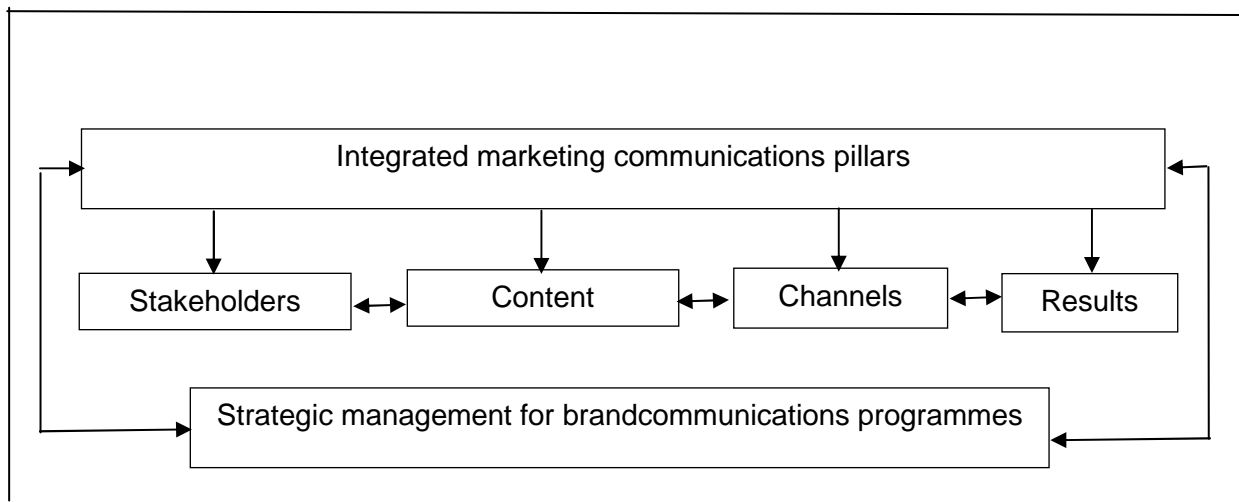 Integrated marketing communications pillars
Stakeholders
Content
Channels
Results
Strategic management for brandcommunications programmes